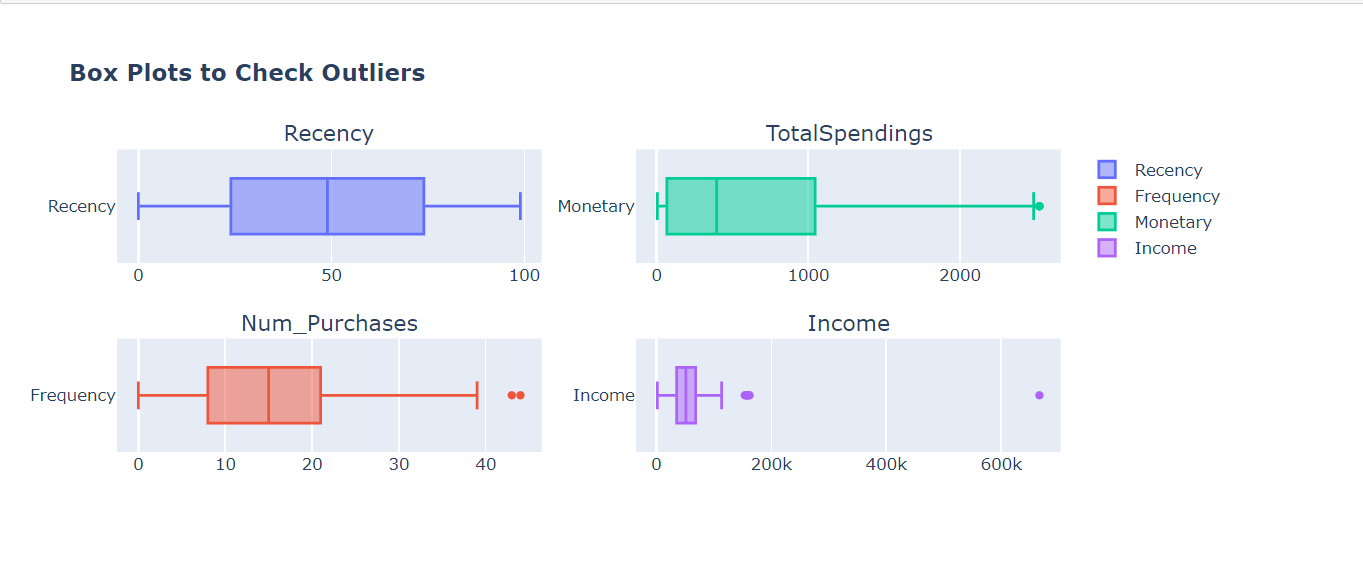 Box Plots to Check Outliers
Recency
Recency
0 50 100
TotalSpendings
Monetary
0 1000 2000
Recency
Frequency
Monetary
Income
Num_Purchases
Frequency
0 10 20 30 40
Income
Income
0 200k 400k 600k